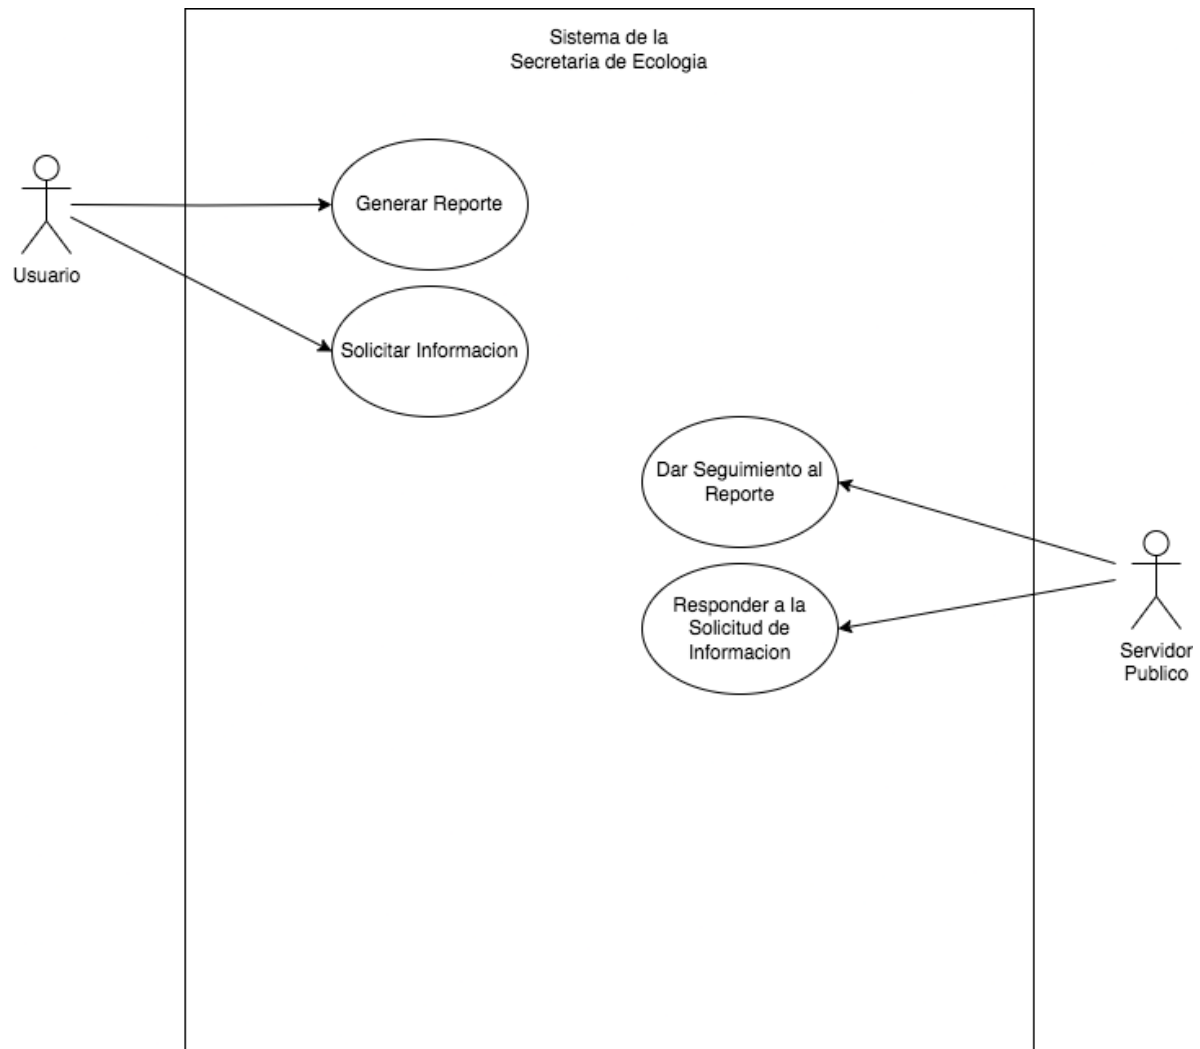 Sistema de la
Secretaria de Ecologia
Generar Reporte
Usuario
Solicitar Informacion
Dar Seguimiento al
Reporte
Responder a la
Solicitud de
Informacion
Servidor
Publico